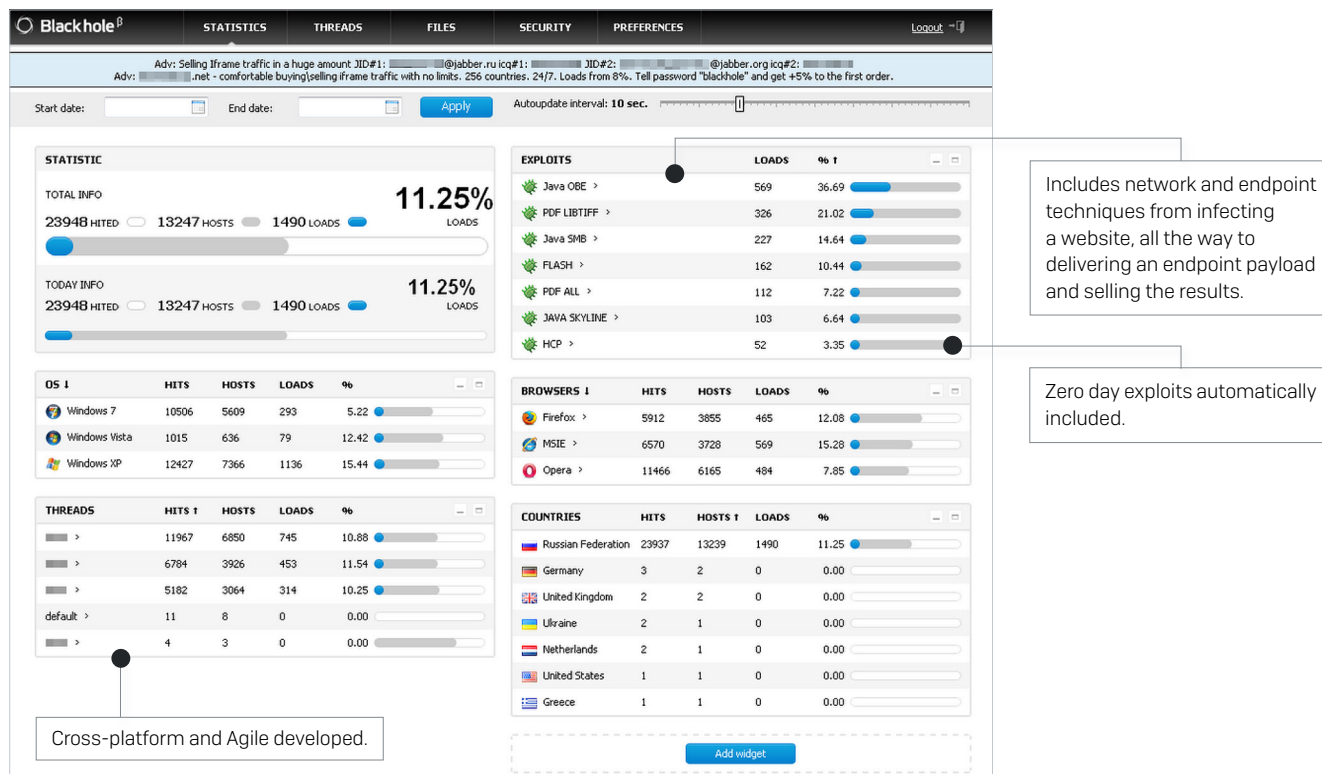 Blackhole β STATISTICS THREADS FILES SECURITY PREFERENCES Logout
Adv: Selling Iframe traffic in a huge amount JID#1: @jabber.ru icq#1: JID#2: @jabber.org icq#2:
Adv: .net - comfortable buying\selling iframe traffic with no limits. 256 countries. 24/7. Loads from 8%. Tell password "blackhole" and get +5% to the first order.
Start date: End date: Apply Autoupdate interval: 10 sec.
STATISTIC
TOTAL INFO
11.25%
23948 HITED 13247 HOSTS 1490 LOADS LOADS
TODAY INFO
11.25%
23948 HITED 13247 HOSTS 1490 LOADS LOADS
OS ↓ HITS HOSTS LOADS %
Windows 7 10506 5609 293 5.22
Windows Vista 1015 636 79 12.42
Windows XP 12427 7366 1136 15.44
THREADS HITS ↑ HOSTS LOADS %
> 11967 6850 745 10.88
> 6784 3926 453 11.54
> 5182 3064 314 10.25
default > 11 8 0 0.00
> 4 3 0 0.00
Cross-platform and Agile developed.
EXPLOITS LOADS % ↑
Java OBE > 569 36.69
PDF LIBTIFF > 326 21.02
Java SMB > 227 14.64
FLASH > 162 10.44
PDF ALL > 112 7.22
JAVA SKYLINE > 103 6.64
HCP > 52 3.35
BROWSERS ↓ HITS HOSTS LOADS %
Firefox > 5912 3855 465 12.08
MSIE > 6570 3728 569 15.28
Opera > 11466 6165 484 7.85
COUNTRIES HITS HOSTS ↑ LOADS %
Russian Federation 23937 13239 1490 11.25
Germany 3 2 0 0.00
United Kingdom 2 2 0 0.00
Ukraine 2 1 0 0.00
Netherlands 2 1 0 0.00
United States 1 1 0 0.00
Greece 1 1 0 0.00
Add widget
Includes network and endpoint
techniques from infecting
a website, all the way to
delivering an endpoint payload
and selling the results.
Zero day exploits automatically
included.